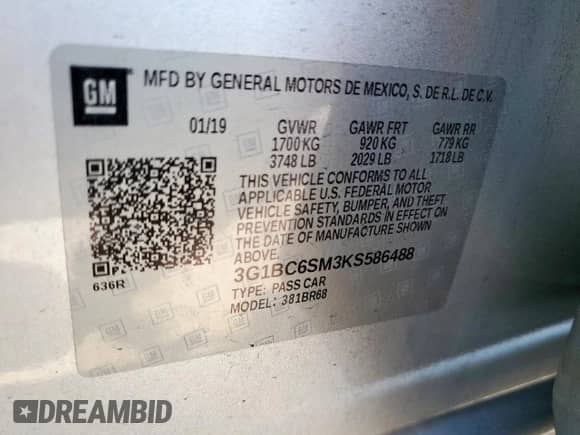 GM
MFD BY GENERAL MOTORS DE MEXICO, S. DE R.L. DE C.V.
01/19 GVWR GAWR FRT GAWR RR
1700 KG 920 KG 779 KG
3748 LB 2029 LB 1718 LB
THIS VEHICLE CONFORMS TO ALL
APPLICABLE U.S. FEDERAL MOTOR
VEHICLE SAFETY, BUMPER, AND THEFT
PREVENTION STANDARDS IN EFFECT ON
THE DATE OF MANUFACTURE SHOWN
ABOVE.
636R
3G1BC6SM3KS586488
TYPE: PASS CAR
MODEL: 381BR68
DREAMBID